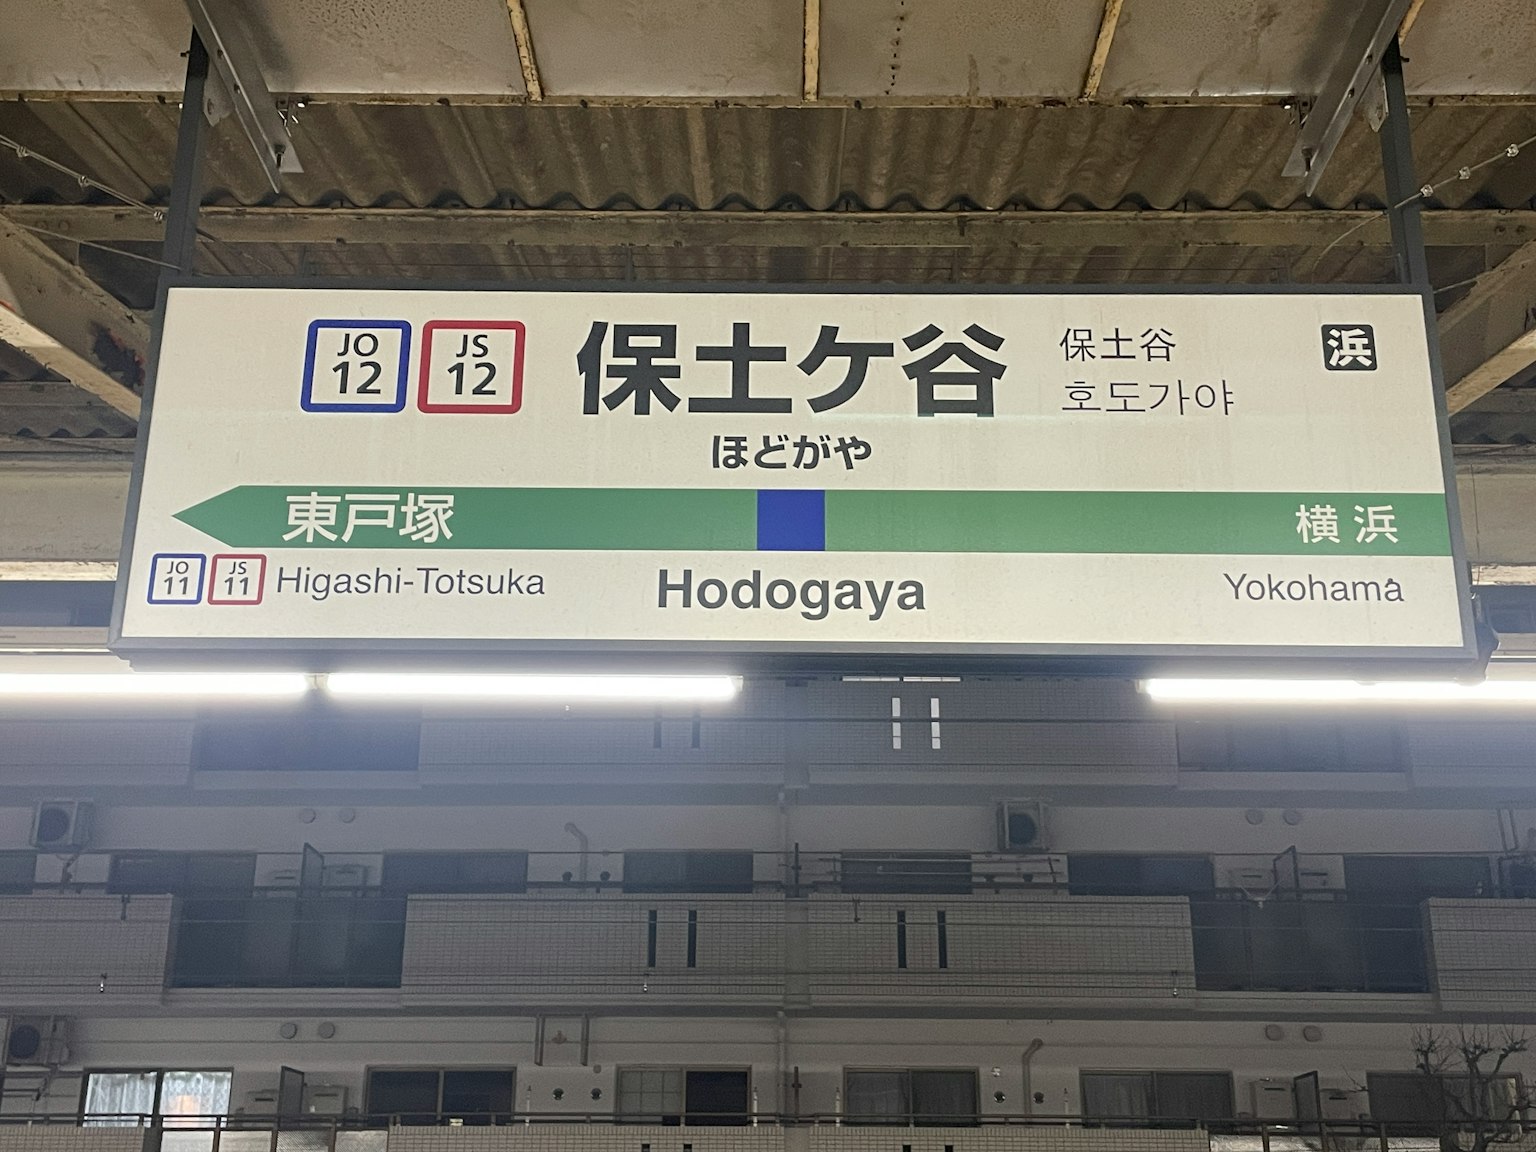 JO 12
JS 12
保土ケ谷
保土谷
호도가야
浜
ほどがや
東戸塚
横浜
JO 11
JS 11
Higashi-Totsuka
Hodogaya
Yokohama